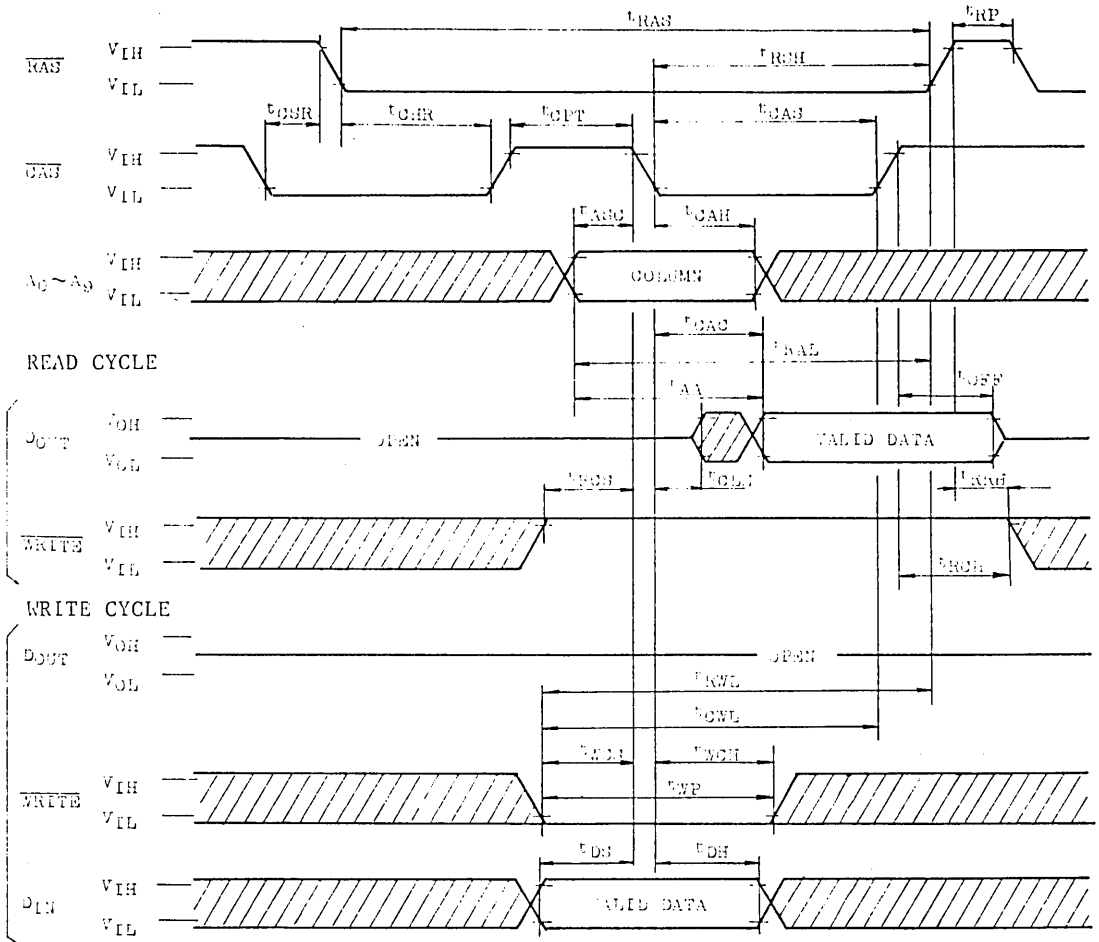 tRAS
tRP
RAS
VIH
VIL
tRSH
tCSR
tCHR
tCPT
tCAS
CAS
VIH
VIL
tASC
tCAH
A0~A9
VIH
VIL
COLUMN
tCAC
tRAL
READ CYCLE
tAA
tOFF
DOUT
VOH
VOL
OPEN
VALID DATA
tRCS
tCLZ
tRRH
WRITE
VIH
VIL
tRCH
WRITE CYCLE
DOUT
VOH
VOL
OPEN
tRWL
tCWL
tWCS
tWCH
WRITE
VIH
VIL
tWP
tDS
tDH
DIN
VIH
VIL
VALID DATA